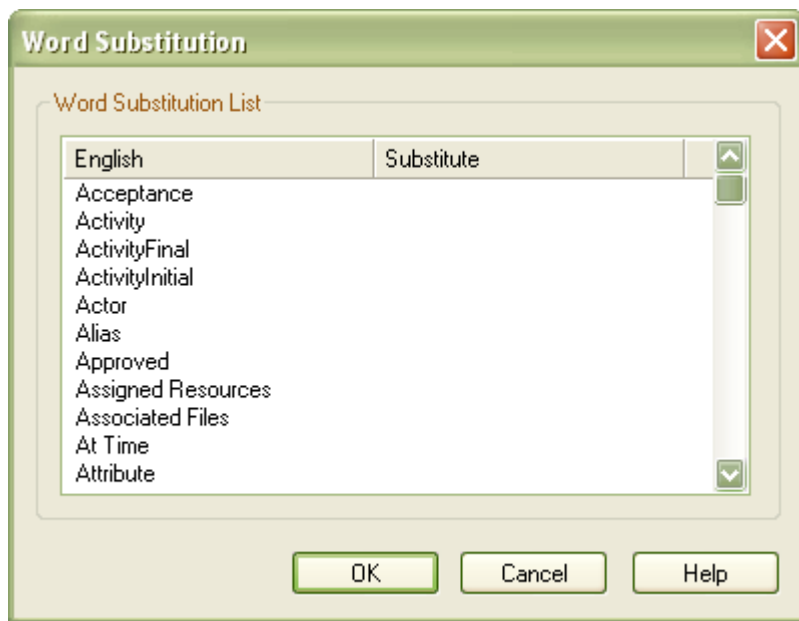 Word Substitution
Word Substitution List
English Substitute
Acceptance
Activity
ActivityFinal
ActivityInitial
Actor
Alias
Approved
Assigned Resources
Associated Files
At Time
Attribute
OK Cancel Help